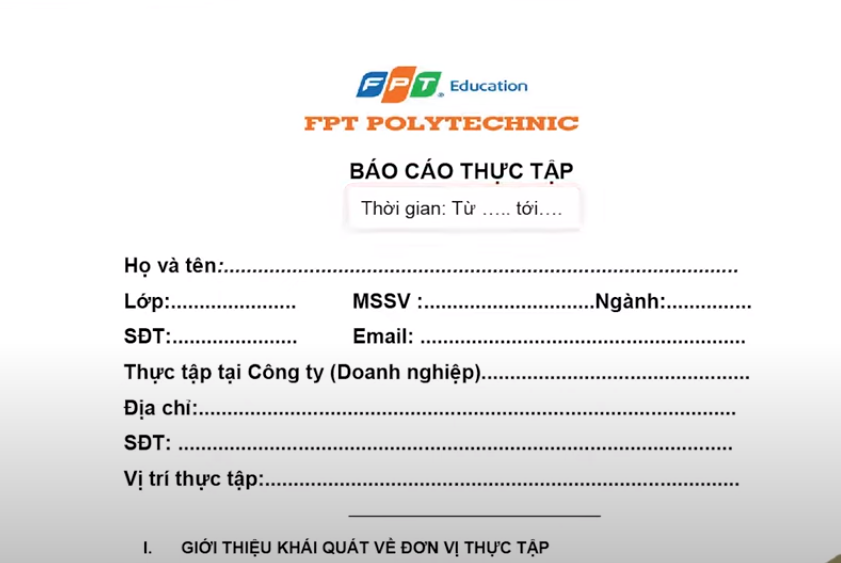 FPT® Education
FPT POLYTECHNIC
BÁO CÁO THỰC TẬP
Thời gian: Từ ..... tới....
Họ và tên:..........................................................................................
Lớp:...................... MSSV :..............................Ngành:...............
SĐT:...................... Email: .........................................................
Thực tập tại Công ty (Doanh nghiệp)...............................................
Địa chỉ:..............................................................................................
SĐT: .................................................................................................
Vị trí thực tập:...................................................................................
I. GIỚI THIỆU KHÁI QUÁT VỀ ĐƠN VỊ THỰC TẬP